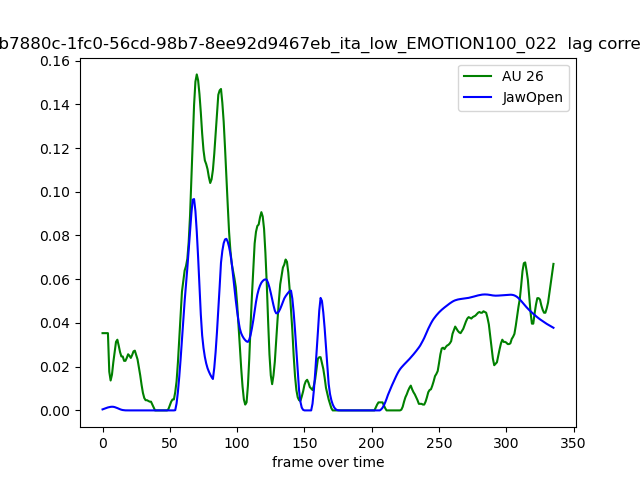 b7880c-1fc0-56cd-98b7-8ee92d9467eb_ita_low_EMOTION100_022 lag corre
0.16
0.14
0.12
0.10
0.08
0.06
0.04
0.02
0.00
AU 26
JawOpen
0 50 100 150 200 250 300 350
frame over time